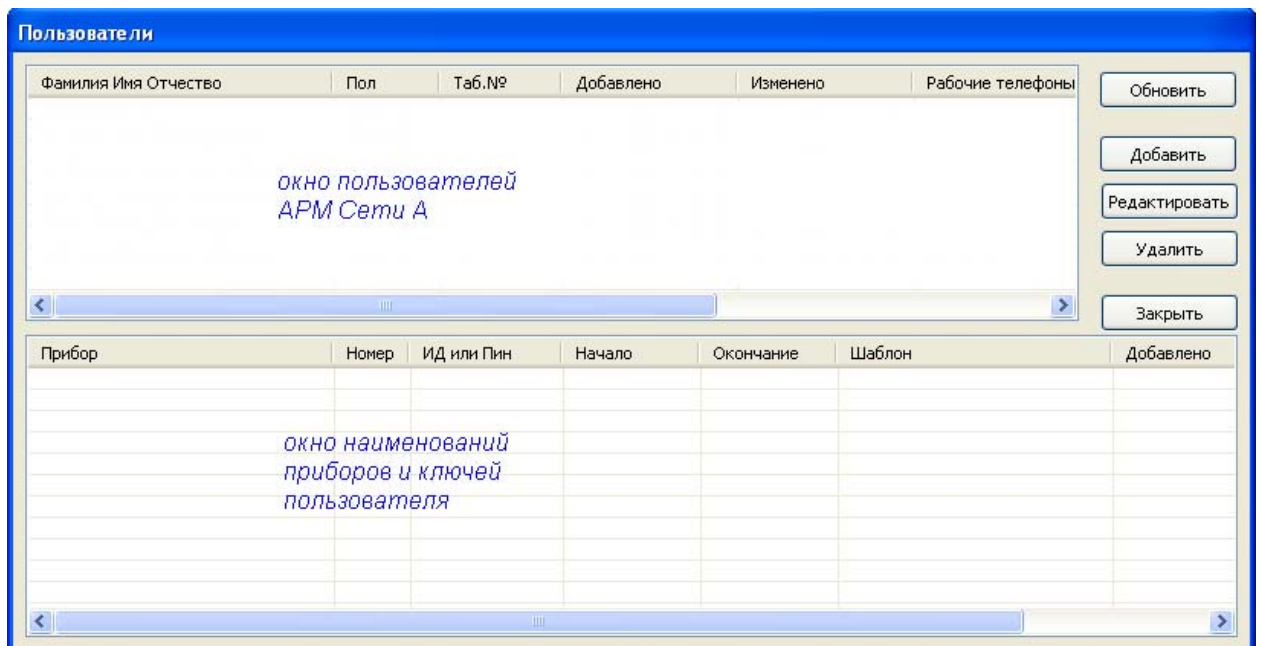 Пользователи
Фамилия Имя Отчество Пол Таб.№ Добавлено Изменено Рабочие телефоны
Обновить
Добавить
окно пользователей
АРМ Сети А
Редактировать
Удалить
Закрыть
Прибор Номер ИД или Пин Начало Окончание Шаблон Добавлено
окно наименований
приборов и ключей
пользователя